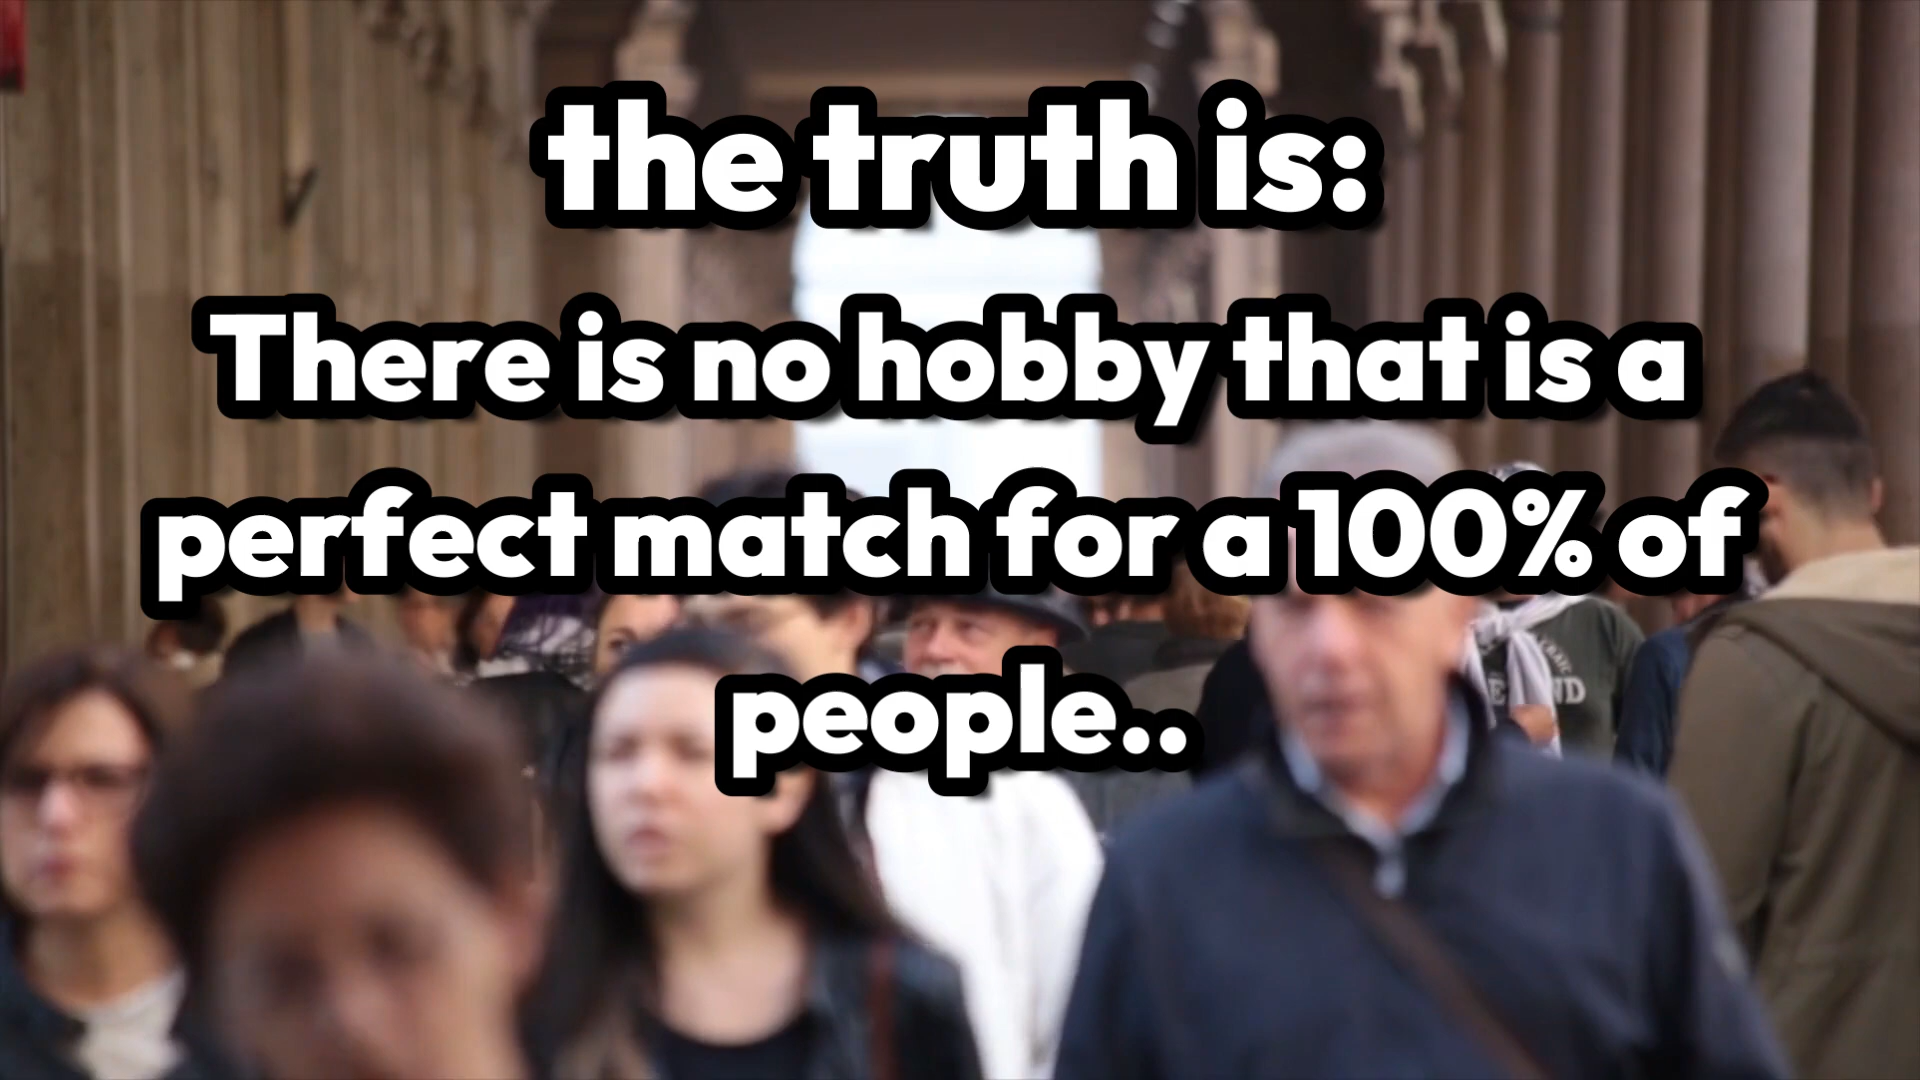 the truth is:
There is no hobby that is a
perfect match for a 100% of
people..